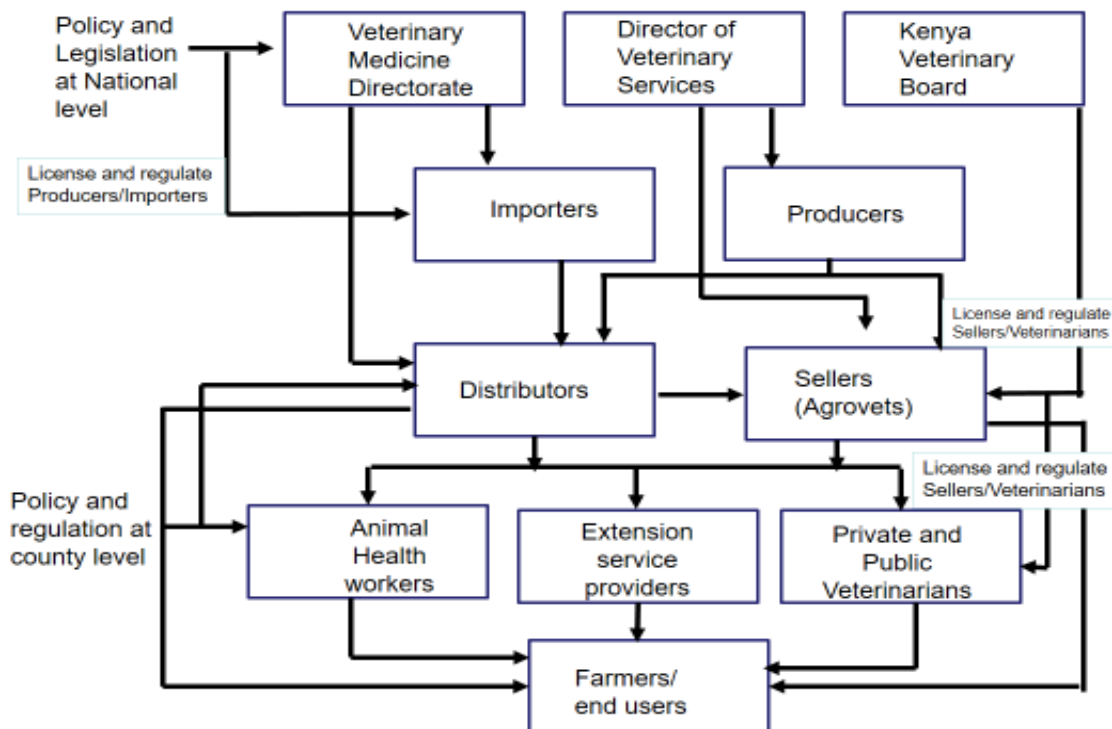 Policy and
Legislation
at National
level
Veterinary
Medicine
Directorate
Director of
Veterinary
Services
Kenya
Veterinary
Board
License and regulate
Producers/Importers
Importers
Producers
License and regulate
Sellers/Veterinarians
Distributors
Sellers
(Agrovets)
License and regulate
Sellers/Veterinarians
Policy and
regulation at
county level
Animal
Health
workers
Extension
service
providers
Private and
Public
Veterinarians
Farmers/
end users